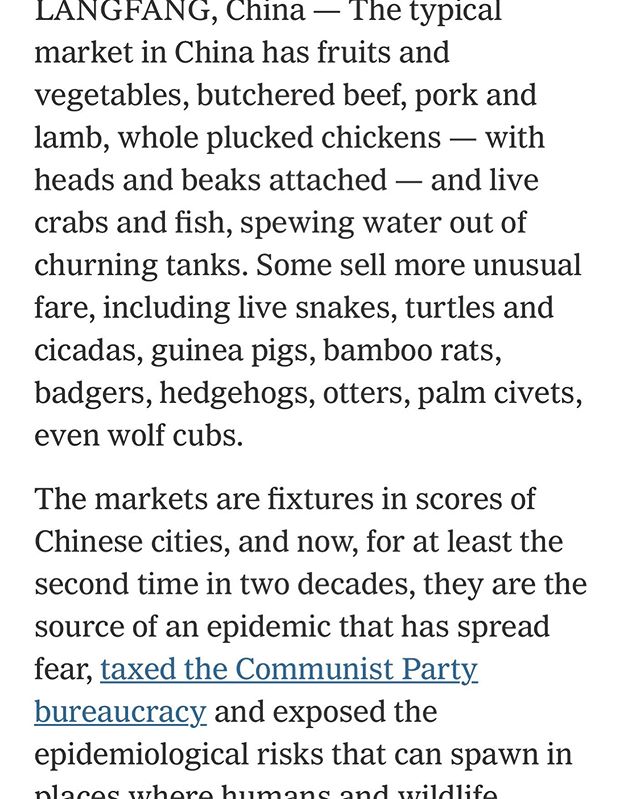 LANGFANG, China — The typical
market in China has fruits and
vegetables, butchered beef, pork and
lamb, whole plucked chickens — with
heads and beaks attached — and live
crabs and fish, spewing water out of
churning tanks. Some sell more unusual
fare, including live snakes, turtles and
cicadas, guinea pigs, bamboo rats,
badgers, hedgehogs, otters, palm civets,
even wolf cubs.
The markets are fixtures in scores of
Chinese cities, and now, for at least the
second time in two decades, they are the
source of an epidemic that has spread
fear, taxed the Communist Party
bureaucracy and exposed the
epidemiological risks that can spawn in
places where humans and wildlife